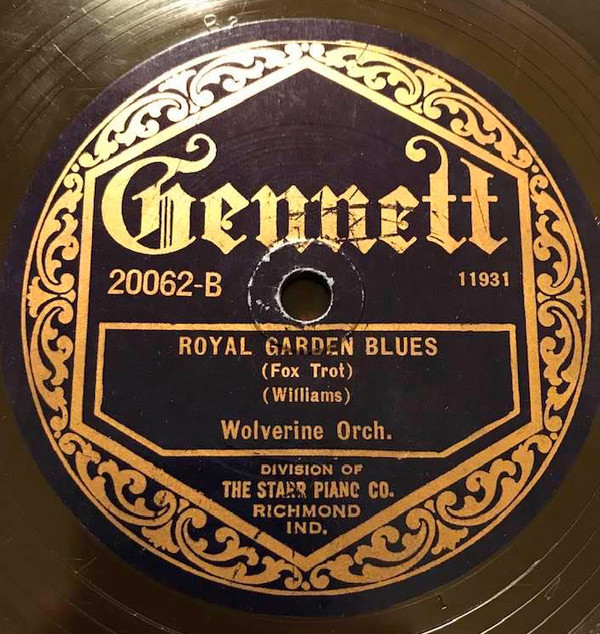 Gennett
20062-B 11931
ROYAL GARDEN BLUES
(Fox Trot)
(Williams)
Wolverine Orch.
DIVISION OF
THE STARR PIANO CO.
RICHMOND
IND.